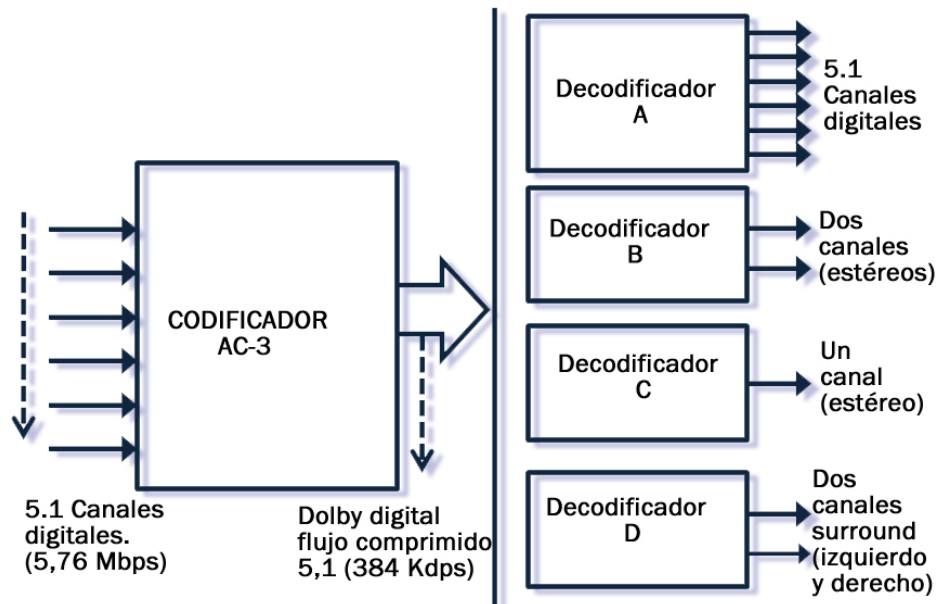 CODIFICADOR
AC-3
5.1 Canales
digitales.
(5,76 Mbps)
Dolby digital
flujo comprimido
5,1 (384 Kdps)
Decodificador
A
5.1
Canales
digitales
Decodificador
B
Dos
canales
(estéreos)
Decodificador
C
Un
canal
(estéreo)
Decodificador
D
Dos
canales
surround
(izquierdo
y derecho)